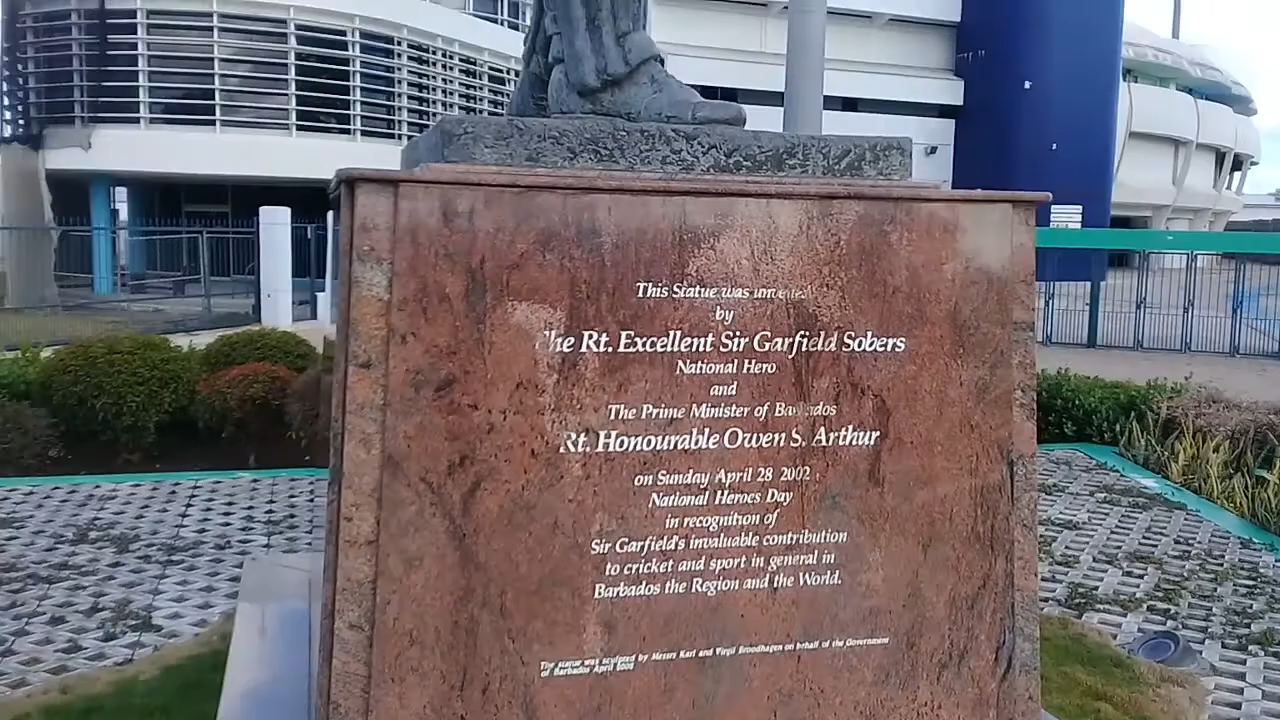 This Statue was unveiled
by
The Rt. Excellent Sir Garfield Sobers
National Hero
and
The Prime Minister of Barbados
Rt. Honourable Owen S. Arthur
on Sunday April 28 2002
National Heroes Day
in recognition of
Sir Garfield's invaluable contribution
to cricket and sport in general in
Barbados the Region and the World.
The statue was sculpted by Messrs Karl and Virgil Broodhagen on behalf of the Government
of Barbados April